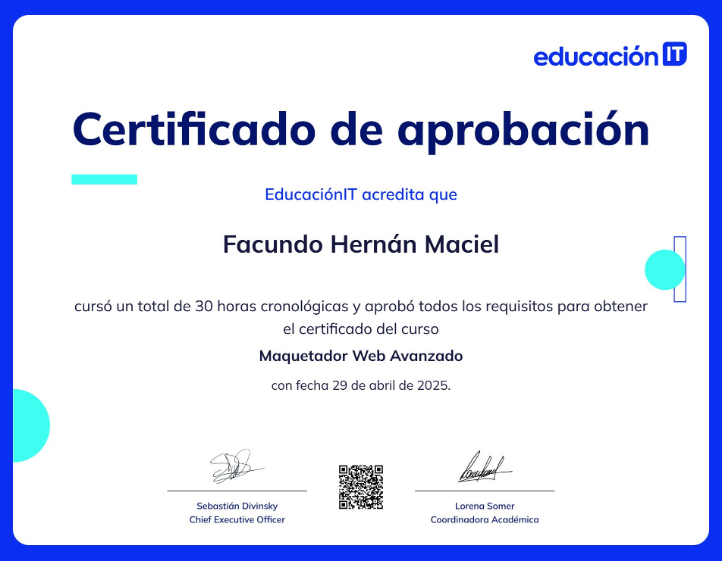 educación IT
Certificado de aprobación
EducaciónIT acredita que
Facundo Hernán Maciel
cursó un total de 30 horas cronológicas y aprobó todos los requisitos para obtener
el certificado del curso
Maquetador Web Avanzado
con fecha 29 de abril de 2025.
Sebastián Divinsky
Chief Executive Officer
Lorena Somer
Coordinadora Académica